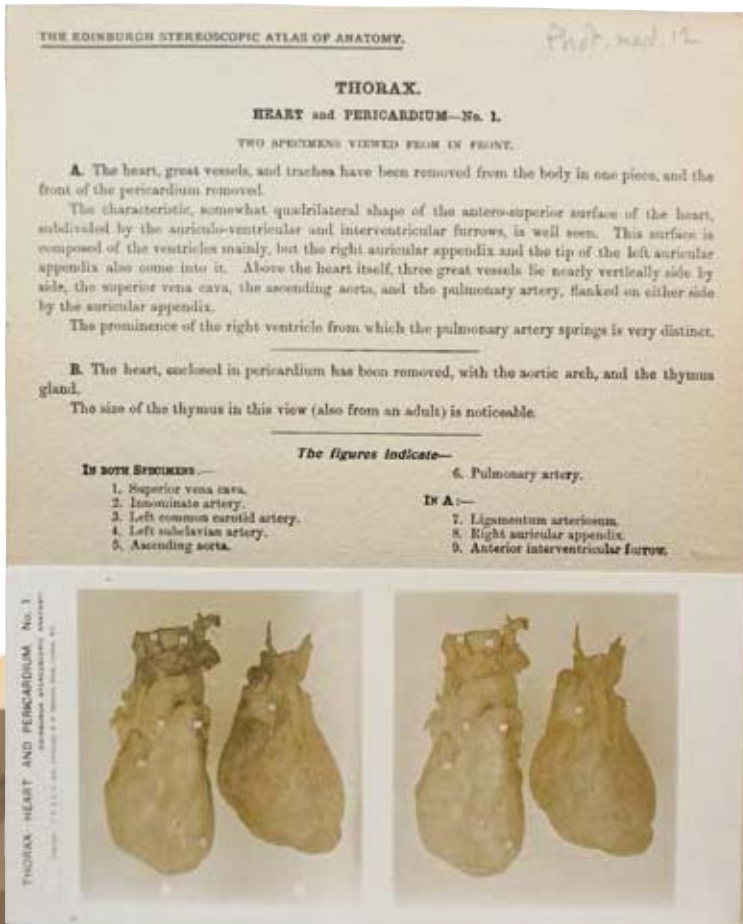 THE EDINBURGH STEREOSCOPIC ATLAS OF ANATOMY.
Phot. med. 12
THORAX.
HEART and PERICARDIUM—No. 1.
TWO SPECIMENS VIEWED FROM IN FRONT.
A. The heart, great vessels, and trachea have been removed from the body in one piece, and the
front of the pericardium removed.
The characteristic, somewhat quadrilateral shape of the antero-superior surface of the heart,
subdivided by the auriculo-ventricular and interventricular furrows, is well seen. This surface is
composed of the ventricles mainly, but the right auricular appendix and the tip of the left auricular
appendix also come into it. Above the heart itself, three great vessels lie nearly vertically side by
side, the superior vena cava, the ascending aorta, and the pulmonary artery, flanked on either side
by the auricular appendix.
The prominence of the right ventricle from which the pulmonary artery springs is very distinct.
B. The heart, enclosed in pericardium has been removed, with the aortic arch, and the thymus
gland.
The size of the thymus in this view (also from an adult) is noticeable.
The figures indicate—
IN BOTH SPECIMENS:—
1. Superior vena cava.
2. Innominate artery.
3. Left common carotid artery.
4. Left subclavian artery.
5. Ascending aorta.
6. Pulmonary artery.
IN A:—
7. Ligamentum arteriosum.
8. Right auricular appendix.
9. Anterior interventricular furrow.
THORAX HEART AND PERICARDIUM No. 1.
EDINBURGH STEREOSCOPIC ANATOMY